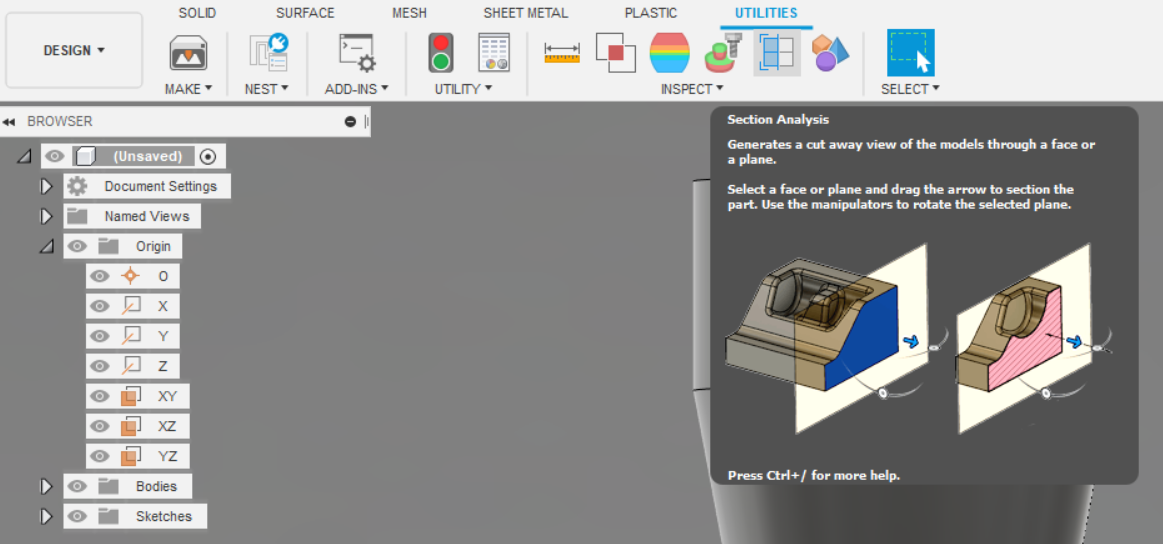 SOLID SURFACE MESH SHEET METAL PLASTIC UTILITIES
DESIGN
MAKE NEST ADD-INS UTILITY INSPECT SELECT
BROWSER
(Unsaved)
Document Settings
Named Views
Origin
O
X
Y
Z
XY
XZ
YZ
Bodies
Sketches
Section Analysis
Generates a cut away view of the models through a face or
a plane.
Select a face or plane and drag the arrow to section the
part. Use the manipulators to rotate the selected plane.
Press Ctrl+/ for more help.